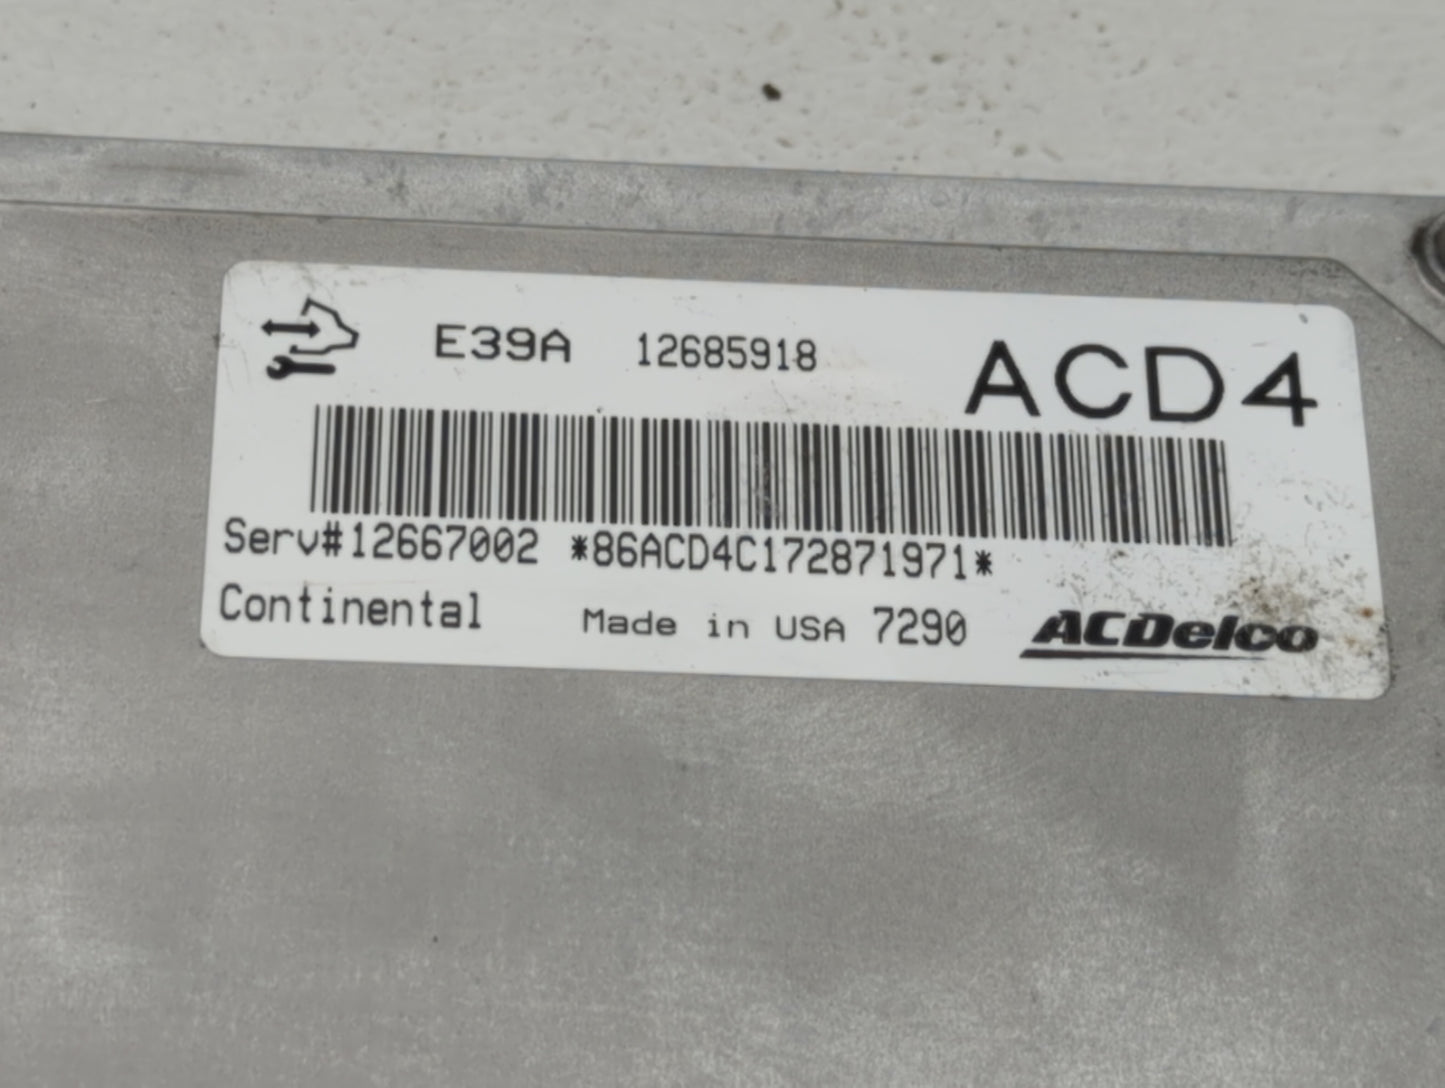 E39A 12685918 ACD4
Serv#12667002 *86ACD4C172871971*
Continental Made in USA 7290 ACDelco